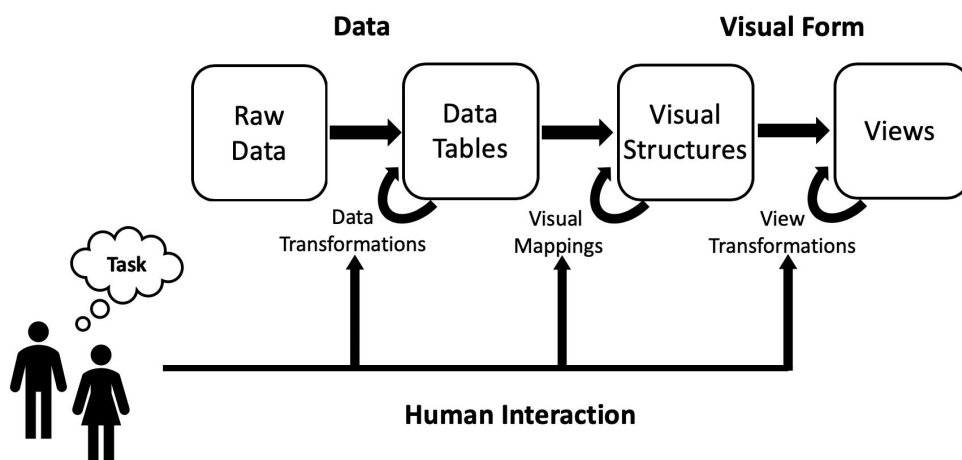 Data
Visual Form
Raw
Data
Data
Tables
Visual
Structures
Views
Data
Transformations
Visual
Mappings
View
Transformations
Task
Human Interaction